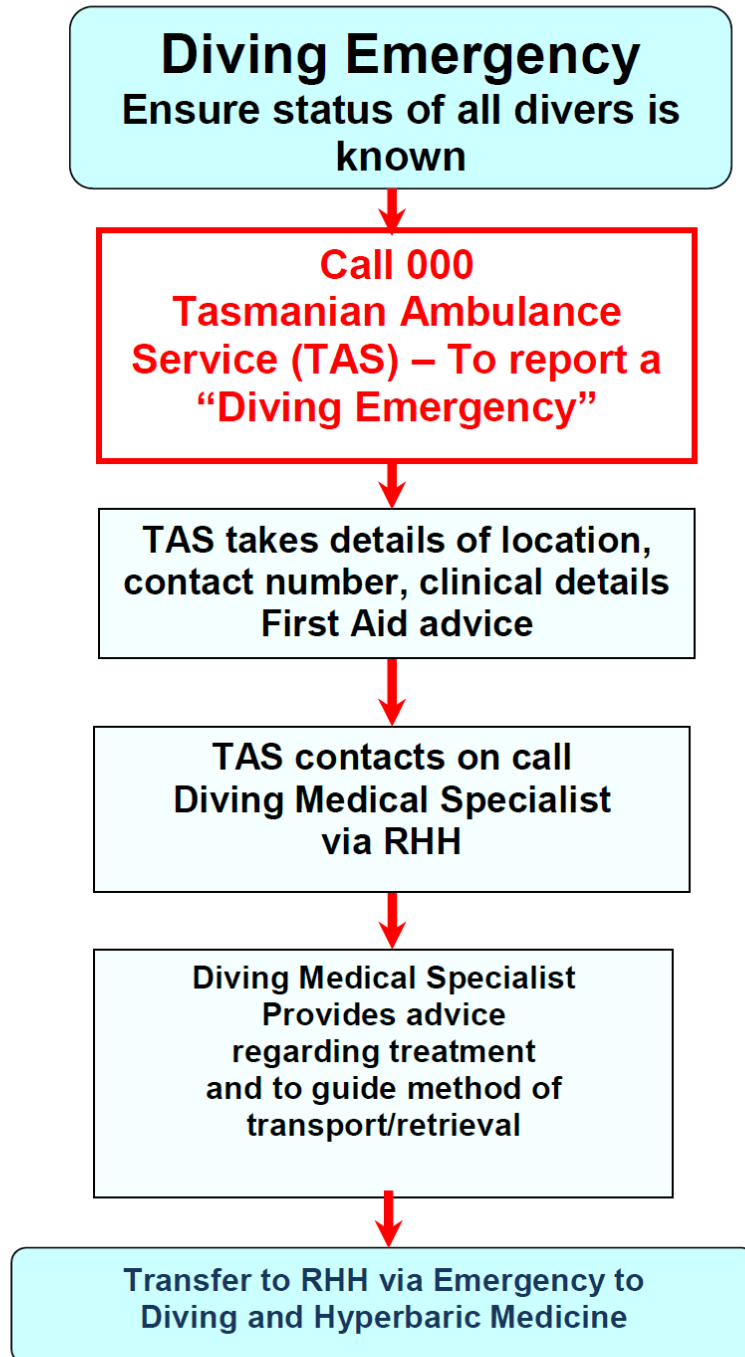 Diving Emergency
Ensure status of all divers is
known
Call 000
Tasmanian Ambulance
Service (TAS) – To report a
“Diving Emergency”
TAS takes details of location,
contact number, clinical details
First Aid advice
TAS contacts on call
Diving Medical Specialist
via RHH
Diving Medical Specialist
Provides advice
regarding treatment
and to guide method of
transport/retrieval
Transfer to RHH via Emergency to
Diving and Hyperbaric Medicine